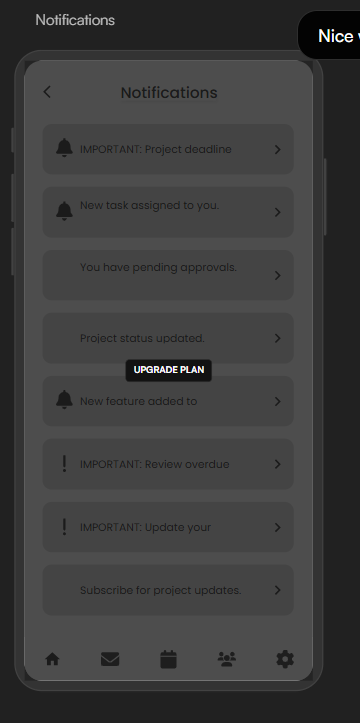 Notifications
Nice
Notifications
IMPORTANT: Project deadline
New task assigned to you.
You have pending approvals.
Project status updated.
UPGRADE PLAN
New feature added to
IMPORTANT: Review overdue
IMPORTANT: Update your
Subscribe for project updates.